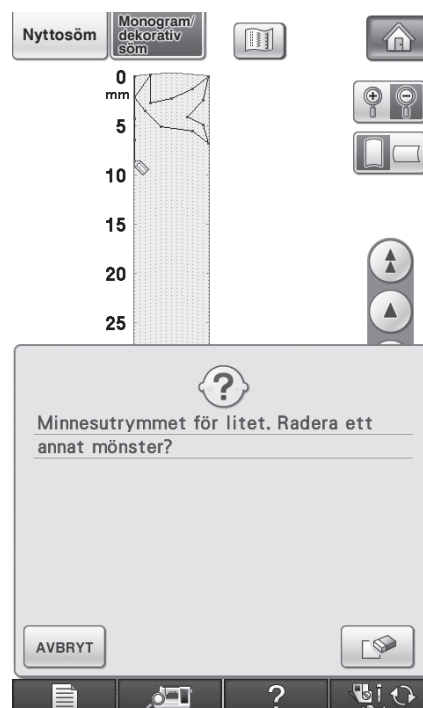 Nyttosöm
Monogram/
dekorativ
söm
0
mm
5
10
15
20
25
?
Minnesutrymmet för litet. Radera ett
annat mönster?
AVBRYT
?
i